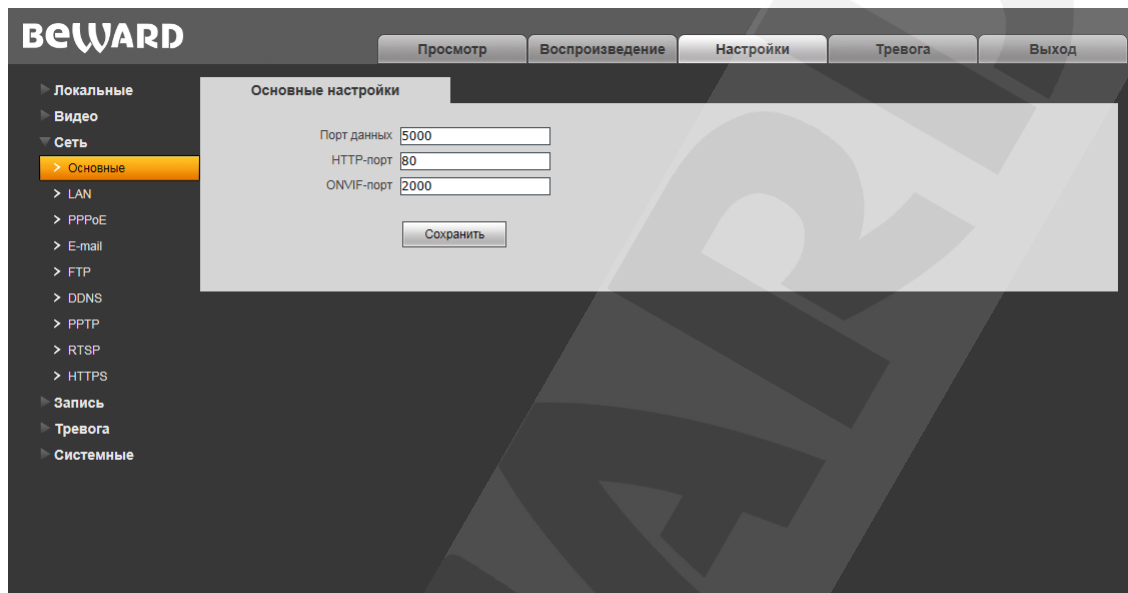 BEWARD
Просмотр Воспроизведение Настройки Тревога Выход
Локальные
Видео
Сеть
> Основные
> LAN
> PPPoE
> E-mail
> FTP
> DDNS
> PPTP
> RTSP
> HTTPS
Запись
Тревога
Системные
Основные настройки
Порт данных 5000
HTTP-порт 80
ONVIF-порт 2000
Сохранить